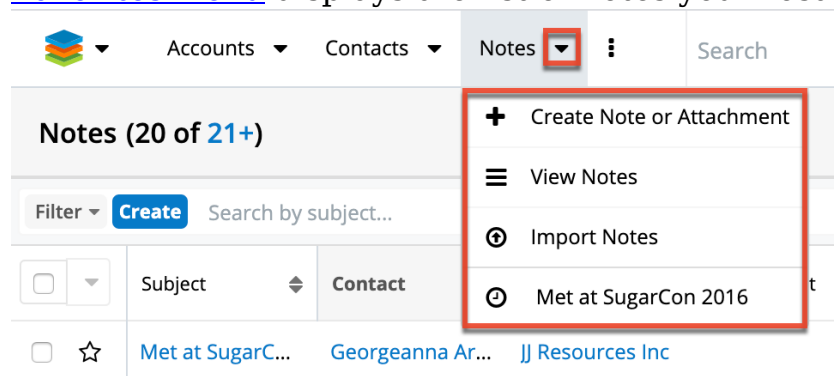 Accounts Contacts Notes Search
Notes (20 of 21+)
Create Note or Attachment
View Notes
Import Notes
Met at SugarCon 2016
Filter Create Search by subject...
Subject Contact t
Met at SugarC... Georgeanna Ar... JJ Resources Inc